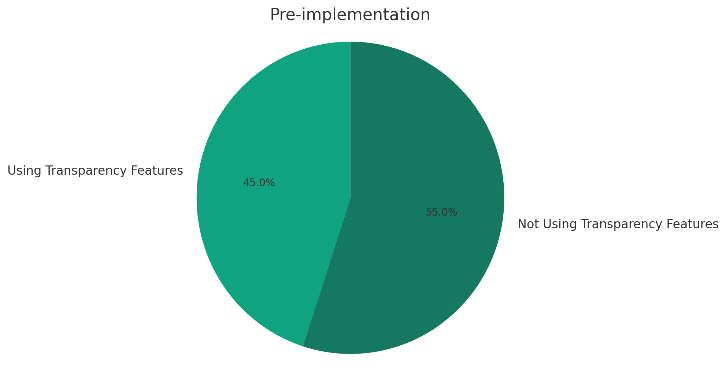 Pre-implementation
Using Transparency Features
45.0%
55.0%
Not Using Transparency Features